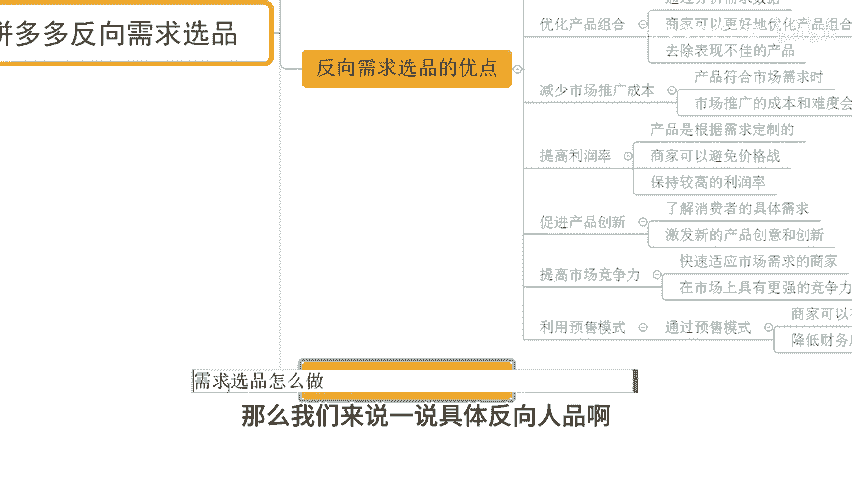 拼多多反向需求选品
反向需求选品的优点
优化产品组合
商家可以更好地优化产品组合
去除表现不佳的产品
减少市场推广成本
产品符合市场需求时
市场推广的成本和难度会
提高利润率
产品是根据需求定制的
商家可以避免价格战
保持较高的利润率
促进产品创新
了解消费者的具体需求
激发新的产品创意和创新
提高市场竞争力
快速适应市场需求的商家
在市场上具有更强的竞争力
利用预售模式
通过预售模式
商家可以
降低财务
需求选品怎么做
那么我们来说一说具体反向人品啊